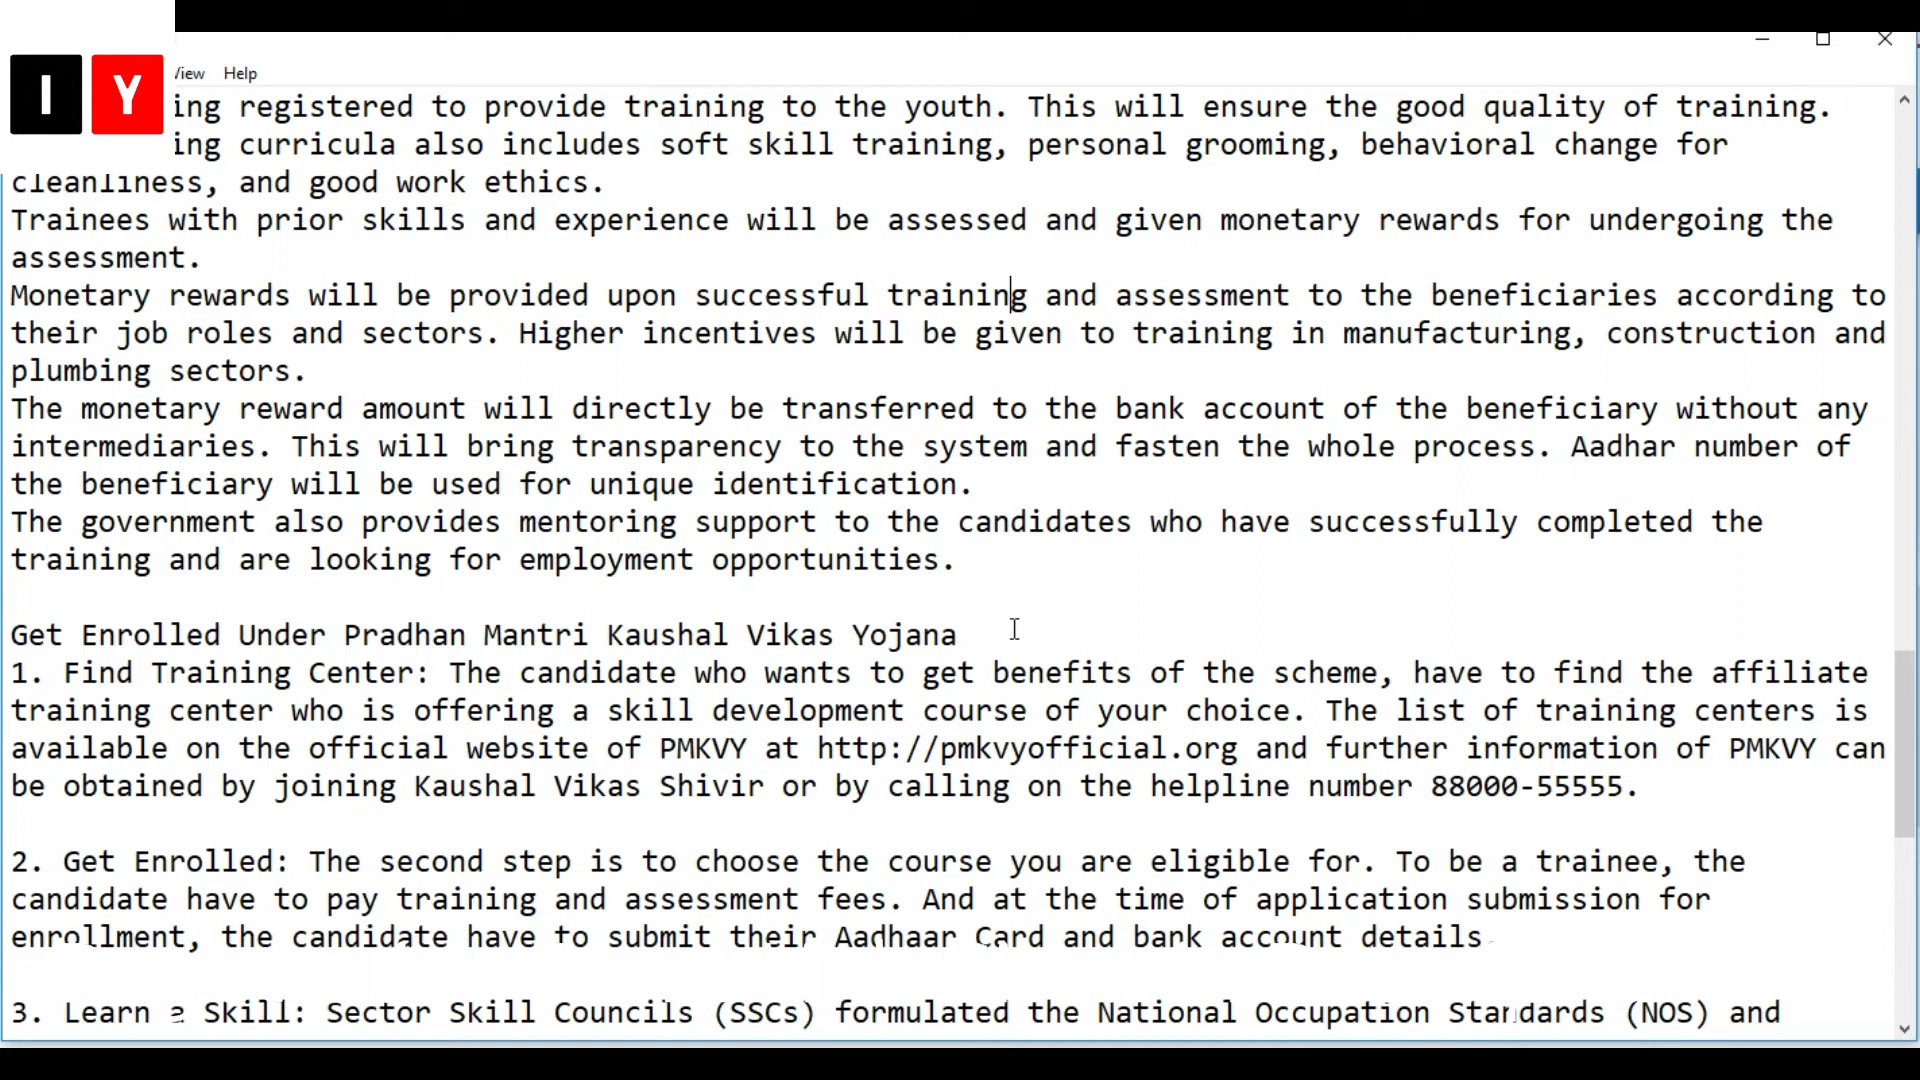 I Y
View Help
ing registered to provide training to the youth. This will ensure the good quality of training.
ing curricula also includes soft skill training, personal grooming, behavioral change for
cleanliness, and good work ethics.
Trainees with prior skills and experience will be assessed and given monetary rewards for undergoing the
assessment.
Monetary rewards will be provided upon successful training and assessment to the beneficiaries according to
their job roles and sectors. Higher incentives will be given to training in manufacturing, construction and
plumbing sectors.
The monetary reward amount will directly be transferred to the bank account of the beneficiary without any
intermediaries. This will bring transparency to the system and fasten the whole process. Aadhar number of
the beneficiary will be used for unique identification.
The government also provides mentoring support to the candidates who have successfully completed the
training and are looking for employment opportunities.
Get Enrolled Under Pradhan Mantri Kaushal Vikas Yojana
1. Find Training Center: The candidate who wants to get benefits of the scheme, have to find the affiliate
training center who is offering a skill development course of your choice. The list of training centers is
available on the official website of PMKVY at http://pmkvyofficial.org and further information of PMKVY can
be obtained by joining Kaushal Vikas Shivir or by calling on the helpline number 88000-55555.
2. Get Enrolled: The second step is to choose the course you are eligible for. To be a trainee, the
candidate have to pay training and assessment fees. And at the time of application submission for
enrollment, the candidate have to submit their Aadhaar Card and bank account details
3. Learn a Skill: Sector Skill Councils (SSCs) formulated the National Occupation Standards (NOS) and